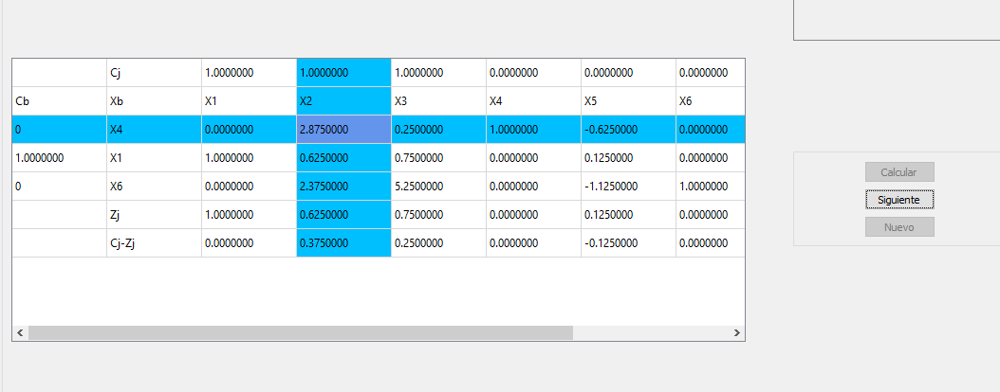 Cj 1.0000000 1.0000000 1.0000000 0.0000000 0.0000000 0.0000000
Cb Xb X1 X2 X3 X4 X5 X6
0 X4 0.0000000 2.8750000 0.2500000 1.0000000 -0.6250000 0.0000000
1.0000000 X1 1.0000000 0.6250000 0.7500000 0.0000000 0.1250000 0.0000000
0 X6 0.0000000 2.3750000 5.2500000 0.0000000 -1.1250000 1.0000000
Zj 1.0000000 0.6250000 0.7500000 0.0000000 0.1250000 0.0000000
Cj-Zj 0.0000000 0.3750000 0.2500000 0.0000000 -0.1250000 0.0000000
Calcular
Siguiente
Nuevo